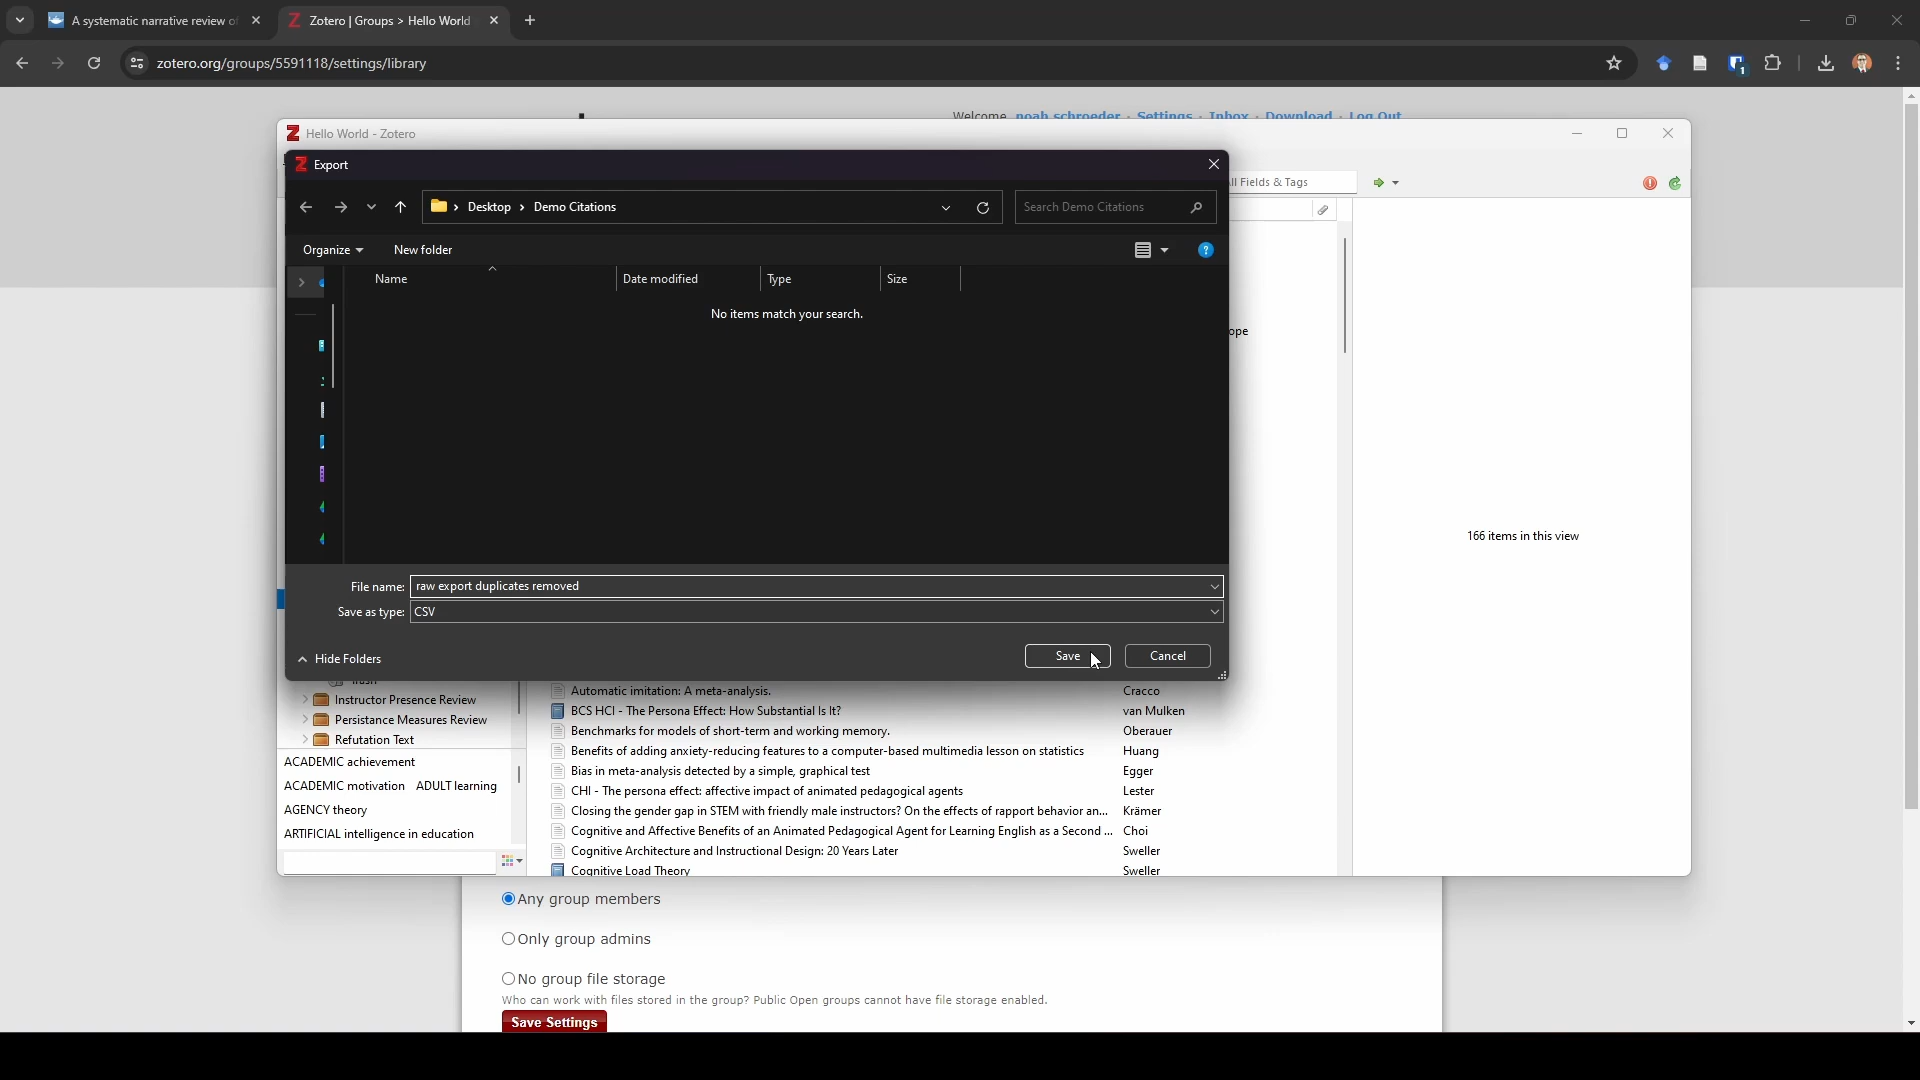 A systematic narrative review of
Zotero | Groups > Hello World
zotero.org/groups/5591118/settings/library
Welcome noah schroeder · Settings · Inbox · Download · Log Out
Hello World - Zotero
Export
Desktop > Demo Citations
Search Demo Citations
ll Fields & Tags
Organize
New folder
Name
Date modified
Type
Size
No items match your search.
ope
166 items in this view
File name: raw export duplicates removed
Save as type: CSV
Hide Folders
Save
Cancel
Instructor Presence Review
Persistance Measures Review
Refutation Text
ACADEMIC achievement
ACADEMIC motivation ADULT learning
AGENCY theory
ARTIFICIAL intelligence in education
Automatic imitation: A meta-analysis. Cracco
BCS HCI - The Persona Effect: How Substantial Is It? van Mulken
Benchmarks for models of short-term and working memory. Oberauer
Benefits of adding anxiety-reducing features to a computer-based multimedia lesson on statistics Huang
Bias in meta-analysis detected by a simple, graphical test Egger
CHI - The persona effect: affective impact of animated pedagogical agents Lester
Closing the gender gap in STEM with friendly male instructors? On the effects of rapport behavior an... Krämer
Cognitive and Affective Benefits of an Animated Pedagogical Agent for Learning English as a Second ... Choi
Cognitive Architecture and Instructional Design: 20 Years Later Sweller
Cognitive Load Theory Sweller
Any group members
Only group admins
No group file storage
Who can work with files stored in the group? Public Open groups cannot have file storage enabled.
Save Settings